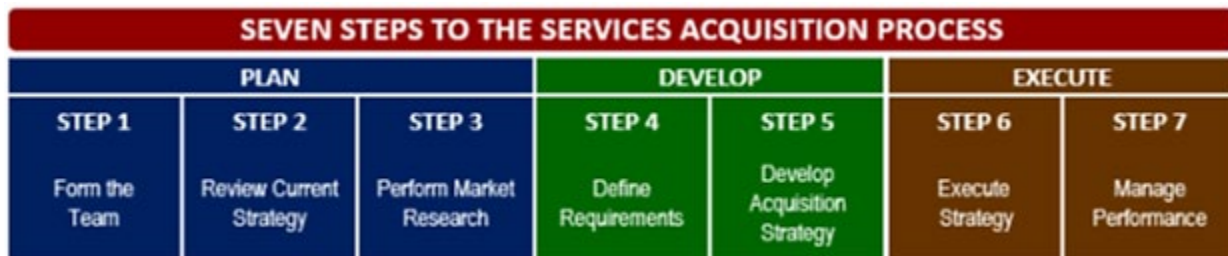 SEVEN STEPS TO THE SERVICES ACQUISITION PROCESS
PLAN
DEVELOP
EXECUTE
STEP 1
Form the
Team
STEP 2
Review Current
Strategy
STEP 3
Perform Market
Research
STEP 4
Define
Requirements
STEP 5
Develop
Acquisition
Strategy
STEP 6
Execute
Strategy
STEP 7
Manage
Performance